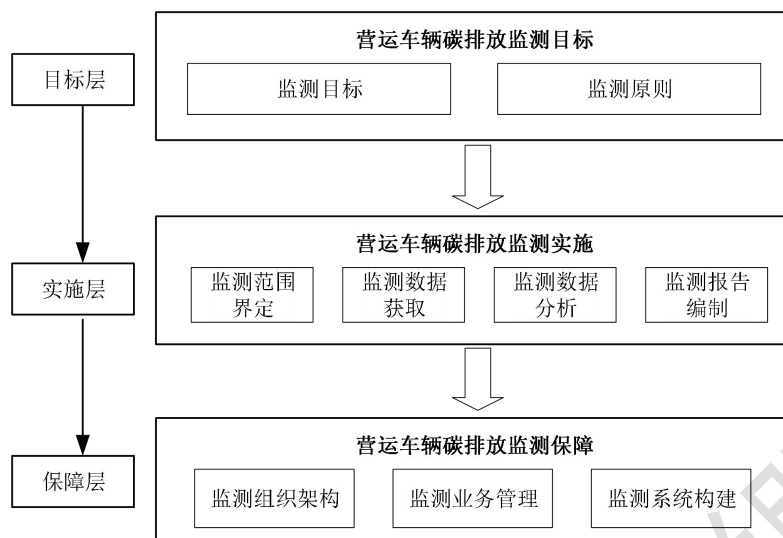 营运车辆碳排放监测目标
目标层
监测目标
监测原则
营运车辆碳排放监测实施
实施层
监测范围
界定
监测数据
获取
监测数据
分析
监测报告
编制
营运车辆碳排放监测保障
保障层
监测组织架构
监测业务管理
监测系统构建